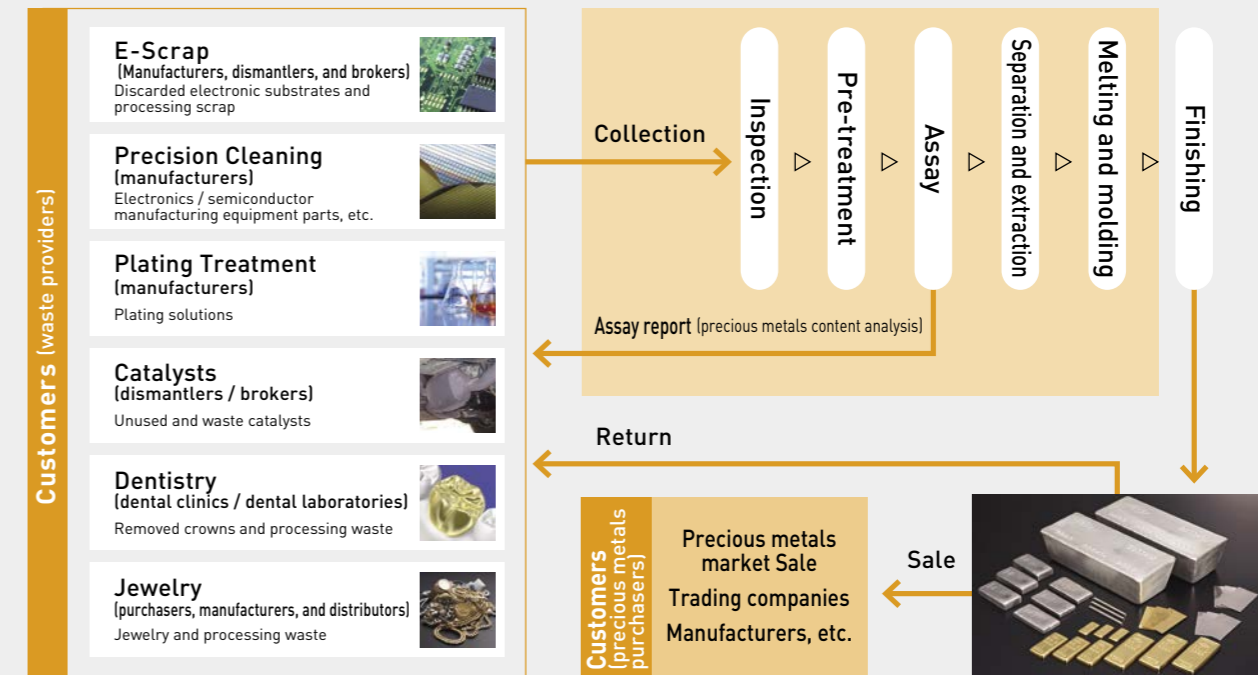 Customers (waste providers)
E-Scrap
(Manufacturers, dismantlers, and brokers)
Discarded electronic substrates and
processing scrap
Precision Cleaning
(manufacturers)
Electronics / semiconductor
manufacturing equipment parts, etc.
Plating Treatment
(manufacturers)
Plating solutions
Catalysts
(dismantlers / brokers)
Unused and waste catalysts
Dentistry
(dental clinics / dental laboratories)
Removed crowns and processing waste
Jewelry
(purchasers, manufacturers, and distributors)
Jewelry and processing waste
Collection
Inspection
Pre-treatment
Assay
Separation and extraction
Melting and molding
Finishing
Assay report (precious metals content analysis)
Return
Customers
(precious metals
purchasers)
Precious metals
market Sale
Trading companies
Manufacturers, etc.
Sale